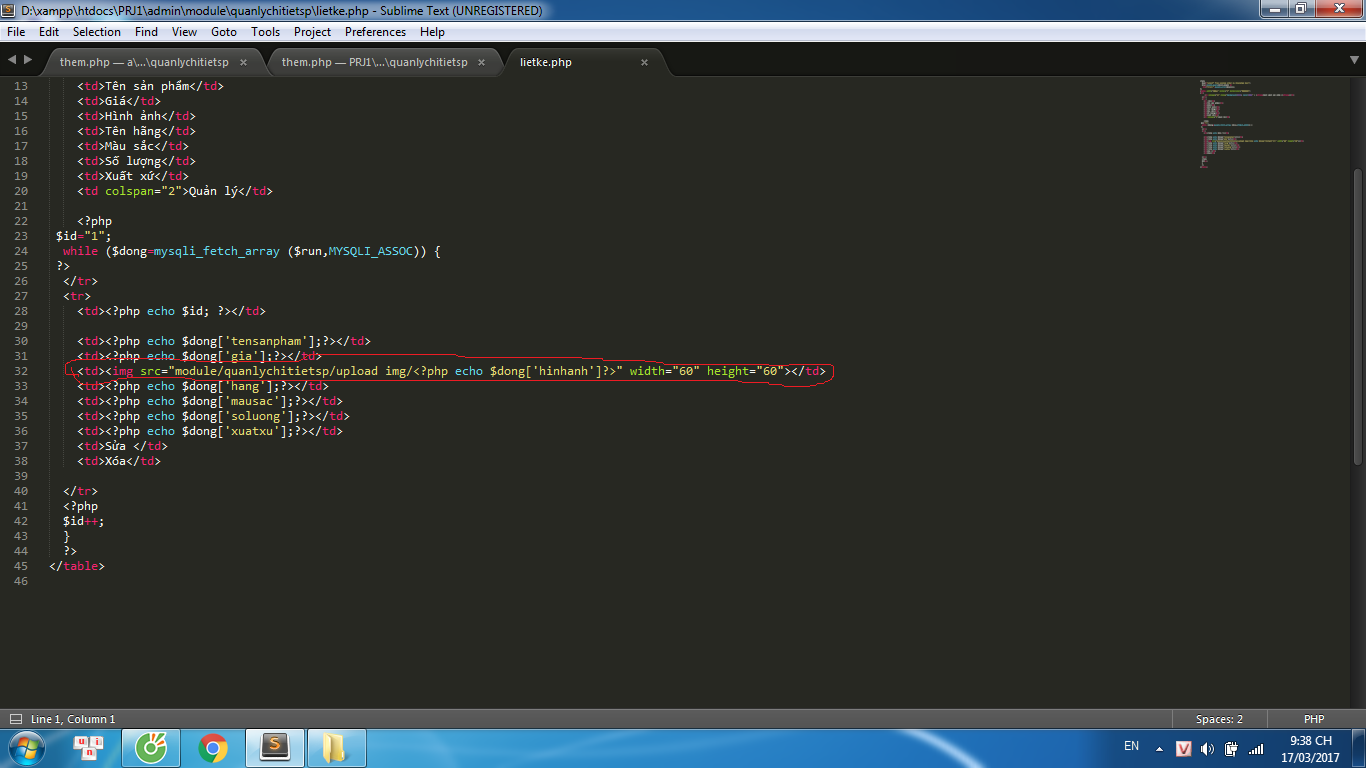 D:\xampp\htdocs\PRJ1\admin\module\quanlychitietsp\lietke.php - Sublime Text (UNREGISTERED)
File Edit Selection Find View Goto Tools Project Preferences Help
them.php — a\...\quanlychitietsp × them.php — PRJ1\...\quanlychitietsp × lietke.php ×
13 <td>Tên sản phẩm</td>
14 <td>Giá</td>
15 <td>Hình ảnh</td>
16 <td>Tên hãng</td>
17 <td>Màu sắc</td>
18 <td>Số lượng</td>
19 <td>Xuất xứ</td>
20 <td colspan="2">Quản lý</td>
21
22 <?php
23 $id="1";
24 while ($dong=mysqli_fetch_array ($run,MYSQLI_ASSOC)) {
25 ?>
26 </tr>
27 <tr>
28 <td><?php echo $id; ?></td>
29
30 <td><?php echo $dong['tensanpham'];?></td>
31 <td><?php echo $dong['gia'];?></td>
32 <td><img src="module/quanlychitietsp/upload img/<?php echo $dong['hinhanh']?>" width="60" height="60"></td>
33 <td><?php echo $dong['hang'];?></td>
34 <td><?php echo $dong['mausac'];?></td>
35 <td><?php echo $dong['soluong'];?></td>
36 <td><?php echo $dong['xuatxu'];?></td>
37 <td>Sửa </td>
38 <td>Xóa</td>
39
40 </tr>
41 <?php
42 $id++;
43 }
44 ?>
45 </table>
46
Line 1, Column 1 Spaces: 2 PHP
u n i n S EN V 9:38 CH
17/03/2017